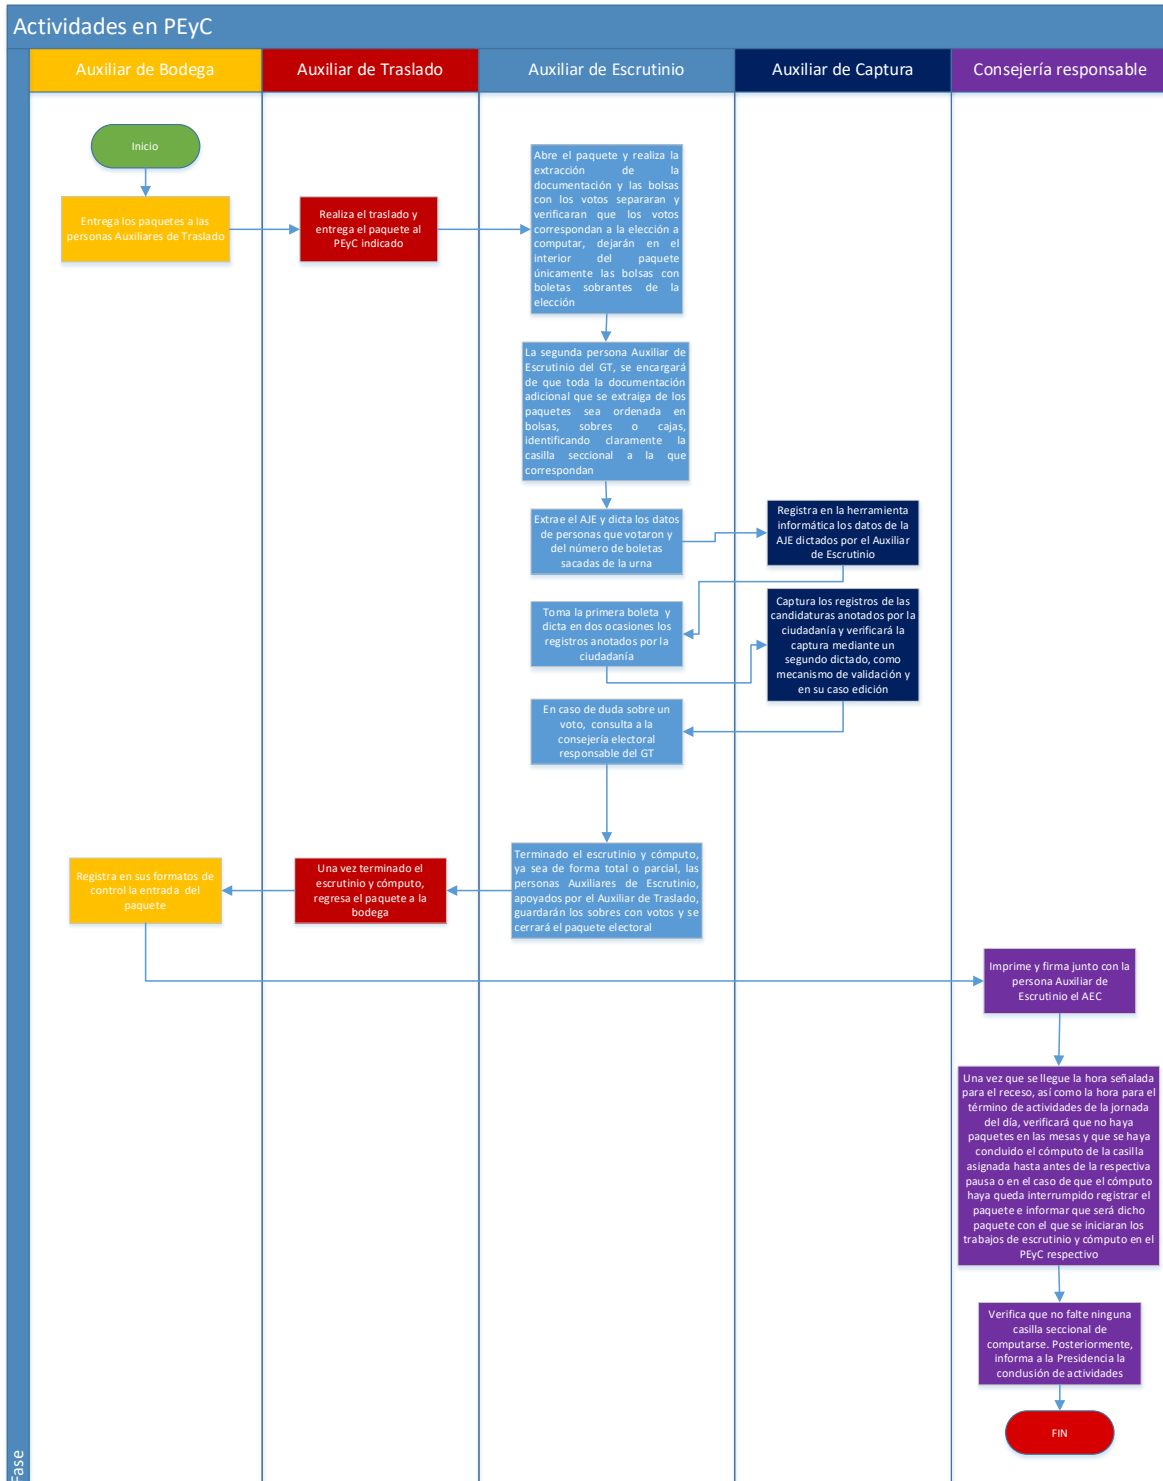 Actividades en PEyC
Fase
Auxiliar de Bodega
Auxiliar de Traslado
Auxiliar de Escrutinio
Auxiliar de Captura
Consejería responsable
Inicio
Entrega los paquetes a las
personas Auxiliares de Traslado
Realiza el traslado y
entrega el paquete al
PEyC indicado
Abre el paquete y realiza la
extracción de la
documentación y las bolsas
con los votos separaran y
verificaran que los votos
correspondan a la elección a
computar, dejarán en el
interior del paquete
únicamente las bolsas con
boletas sobrantes de la
elección
La segunda persona Auxiliar de
Escrutinio del GT, se encargará
de que toda la documentación
adicional que se extraiga de los
paquetes sea ordenada en
bolsas, sobres o cajas,
identificando claramente la
casilla seccional a la que
correspondan
Extrae el AJE y dicta los datos
de personas que votaron y
del número de boletas
sacadas de la urna
Registra en la herramienta
informática los datos de la
AJE dictados por el Auxiliar
de Escrutinio
Toma la primera boleta y
dicta en dos ocasiones los
registros anotados por la
ciudadanía
Captura los registros de las
candidaturas anotados por la
ciudadanía y verificará la
captura mediante un
segundo dictado, como
mecanismo de validación y
en su caso edición
En caso de duda sobre un
voto, consulta a la
consejería electoral
responsable del GT
Terminado el escrutinio y cómputo,
ya sea de forma total o parcial, las
personas Auxiliares de Escrutinio,
apoyados por el Auxiliar de Traslado,
guardarán los sobres con votos y se
cerrará el paquete electoral
Una vez terminado el
escrutinio y cómputo,
regresa el paquete a la
bodega
Registra en sus formatos de
control la entrada del
paquete
Imprime y firma junto con la
persona Auxiliar de
Escrutinio el AEC
Una vez que se llegue la hora señalada
para el receso, así como la hora para el
término de actividades de la jornada
del día, verificará que no haya
paquetes en las mesas y que se haya
concluido el cómputo de la casilla
asignada hasta antes de la respectiva
pausa o en el caso de que el cómputo
haya queda interrumpido registrar el
paquete e informar que será dicho
paquete con el que se iniciaran los
trabajos de escrutinio y cómputo en el
PEyC respectivo
Verifica que no falte ninguna
casilla seccional de
computarse. Posteriormente,
informa a la Presidencia la
conclusión de actividades
FIN